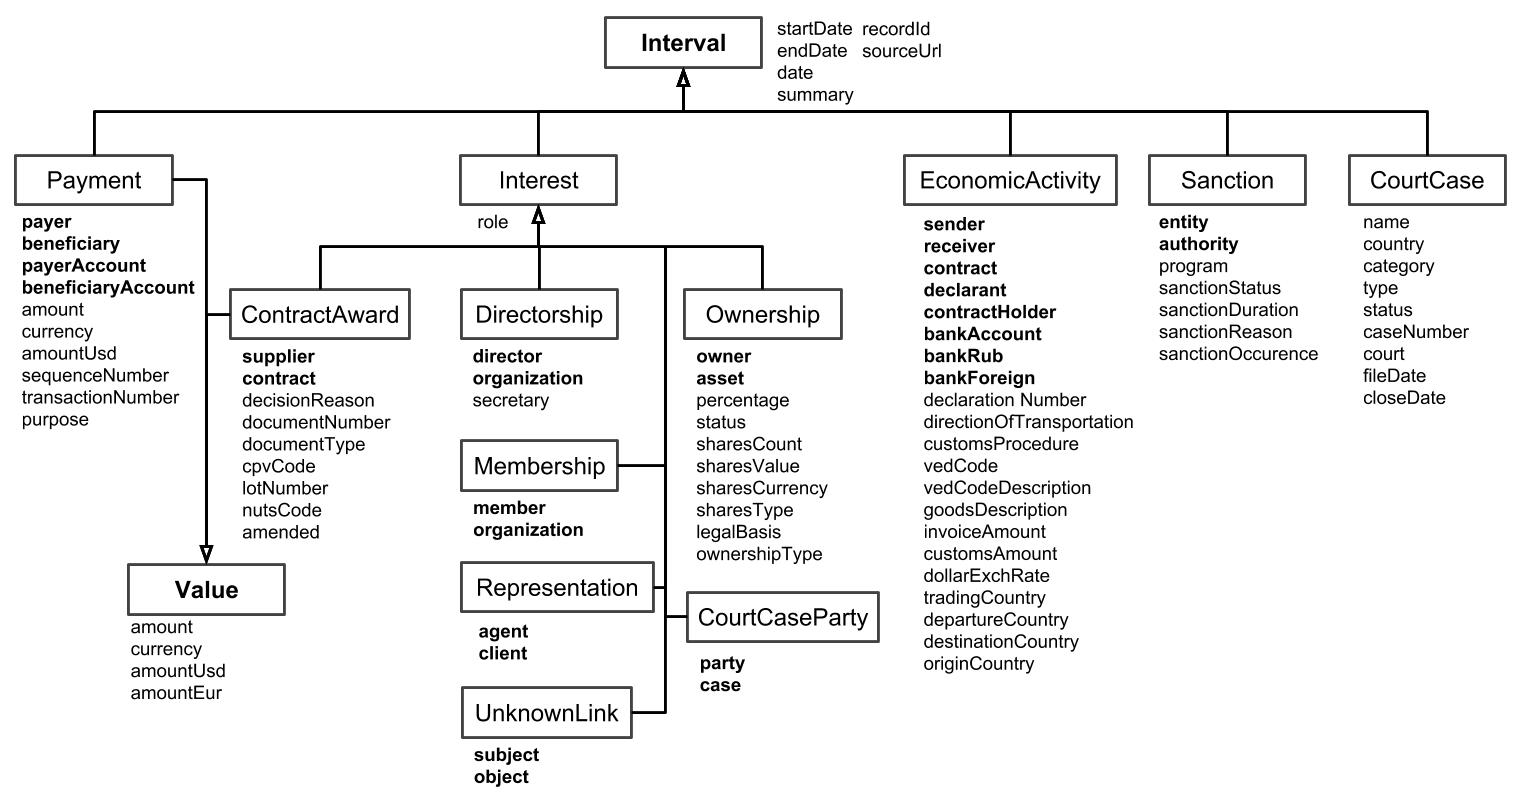 Interval
startDate recordId
endDate sourceUrl
date
summary
Payment
payer
beneficiary
payerAccount
beneficiaryAccount
amount
currency
amountUsd
sequenceNumber
transactionNumber
purpose
Interest
role
EconomicActivity
sender
receiver
contract
declarant
contractHolder
bankAccount
bankRub
bankForeign
declaration Number
directionOfTransportation
customsProcedure
vedCode
vedCodeDescription
goodsDescription
invoiceAmount
customsAmount
dollarExchRate
tradingCountry
departureCountry
destinationCountry
originCountry
Sanction
entity
authority
program
sanctionStatus
sanctionDuration
sanctionReason
sanctionOccurence
CourtCase
name
country
category
type
status
caseNumber
court
fileDate
closeDate
ContractAward
supplier
contract
decisionReason
documentNumber
documentType
cpvCode
lotNumber
nutsCode
amended
Directorship
director
organization
secretary
Ownership
owner
asset
percentage
status
sharesCount
sharesValue
sharesCurrency
sharesType
legalBasis
ownershipType
Membership
member
organization
Value
amount
currency
amountUsd
amountEur
Representation
agent
client
CourtCaseParty
party
case
UnknownLink
subject
object